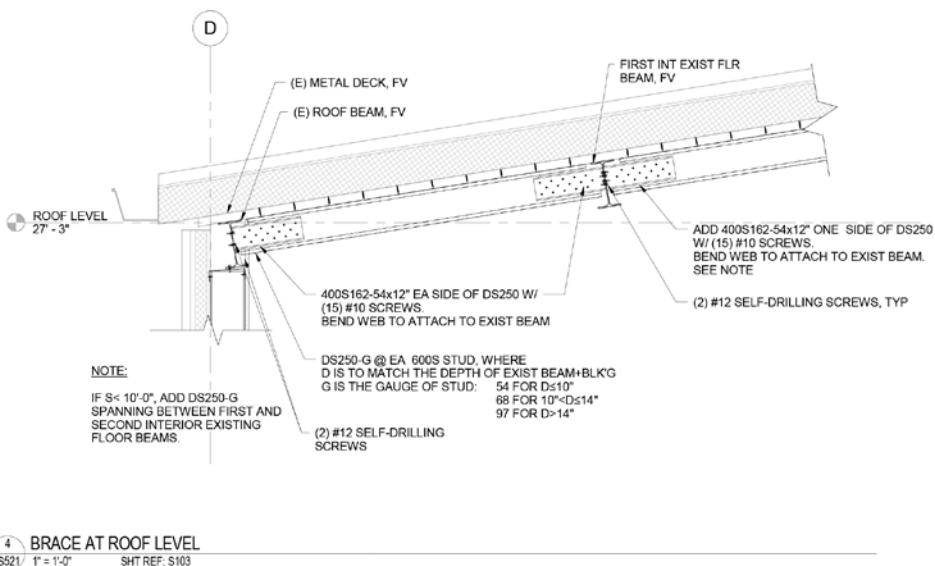 D
(E) METAL DECK, FV
(E) ROOF BEAM, FV
FIRST INT EXIST FLR
BEAM, FV
ROOF LEVEL
27' - 3"
ADD 400S162-54x12" ONE SIDE OF DS250
W/ (15) #10 SCREWS.
BEND WEB TO ATTACH TO EXIST BEAM.
SEE NOTE
400S162-54x12" EA SIDE OF DS250 W/
(15) #10 SCREWS.
BEND WEB TO ATTACH TO EXIST BEAM
(2) #12 SELF-DRILLING SCREWS, TYP
DS250-G @ EA 600S STUD, WHERE
D IS TO MATCH THE DEPTH OF EXIST BEAM+BLK'G
G IS THE GAUGE OF STUD: 54 FOR D≤10"
68 FOR 10"<D≤14"
97 FOR D>14"
NOTE:
IF S< 10'-0", ADD DS250-G
SPANNING BETWEEN FIRST AND
SECOND INTERIOR EXISTING
FLOOR BEAMS.
(2) #12 SELF-DRILLING
SCREWS
4 BRACE AT ROOF LEVEL
S521 1" = 1'-0" SHT REF: S103